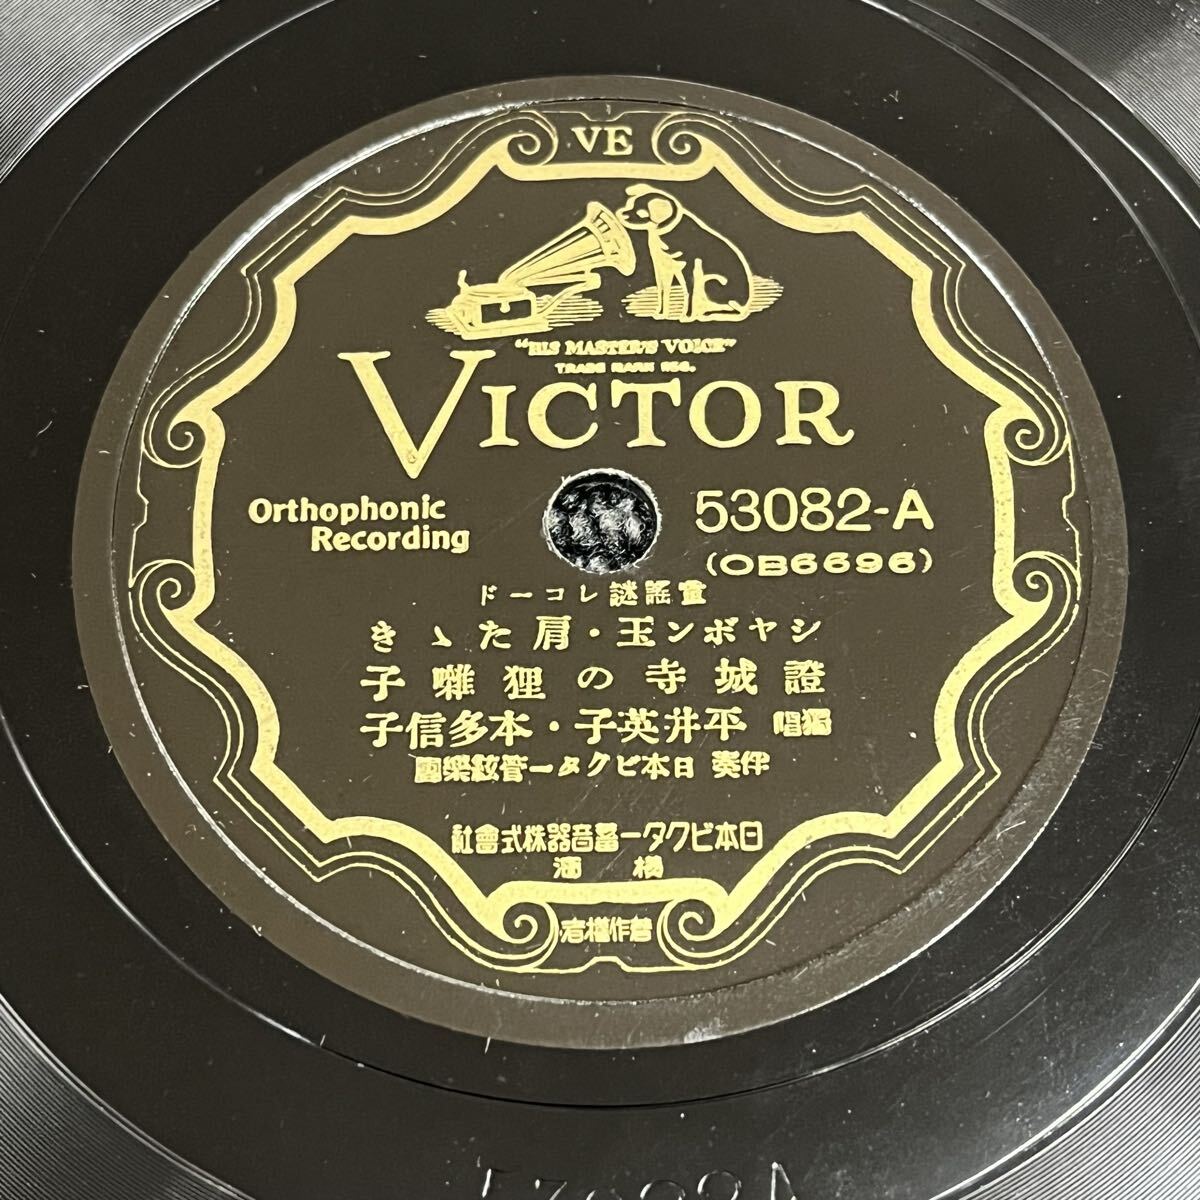 VE
"HIS MASTER'S VOICE"
TRADE MARK REG.
VICTOR
Orthophonic
Recording
53082-A
(OB6696)
童謠謎レコード
シヤボン玉・肩たゝき
證城寺の狸囃子
獨唱 平井英子・本多信子
伴奏 日本ビクター管絃樂團
日本ビクター蓄音器株式會社
橫濱
著作權者